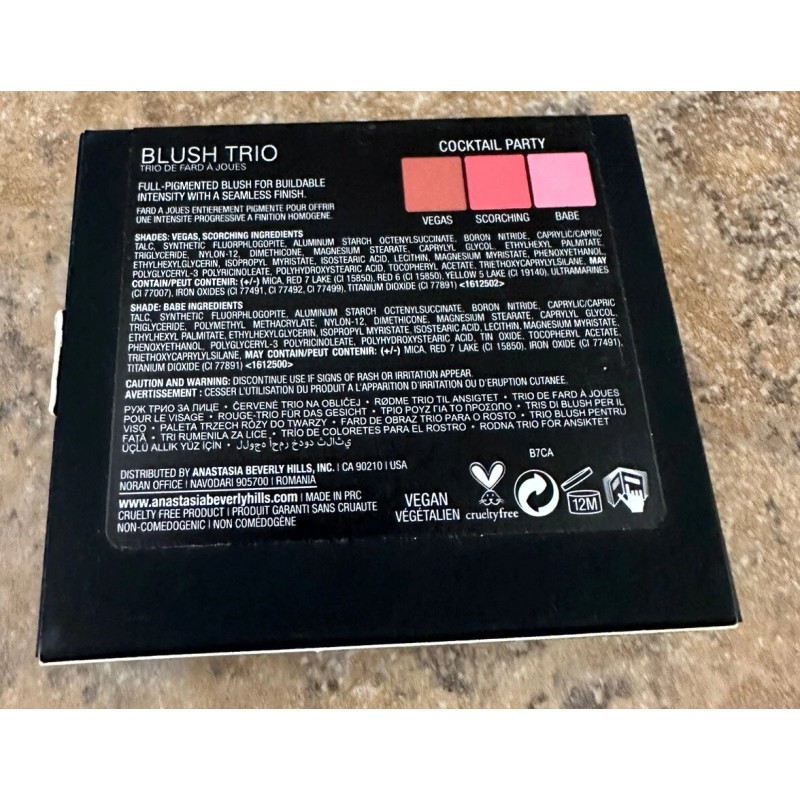 BLUSH TRIO
TRIO DE FARD À JOUES
FULL-PIGMENTED BLUSH FOR BUILDABLE
INTENSITY WITH A SEAMLESS FINISH.
FARD A JOUES ENTIEREMENT PIGMENTE POUR OFFRIR
UNE INTENSITE PROGRESSIVE A FINITION HOMOGENE.
COCKTAIL PARTY
VEGAS SCORCHING BABE
SHADES: VEGAS, SCORCHING INGREDIENTS
TALC, SYNTHETIC FLUORPHLOGOPITE, ALUMINUM STARCH OCTENYLSUCCINATE, BORON NITRIDE, CAPRYLIC/CAPRIC
TRIGLYCERIDE, NYLON-12, DIMETHICONE, MAGNESIUM STEARATE, CAPRYLYL GLYCOL, ETHYLHEXYL PALMITATE,
ETHYLHEXYLGLYCERIN, ISOPROPYL MYRISTATE, ISOSTEARIC ACID, LECITHIN, MAGNESIUM MYRISTATE, PHENOXYETHANOL,
POLYGLYCERYL-3 POLYRICINOLEATE, POLYHYDROXYSTEARIC ACID, TOCOPHERYL ACETATE, TRIETHOXYCAPRYLYLSILANE, MAY
CONTAIN/PEUT CONTENIR: (+/-) MICA, RED 7 LAKE (CI 15850), RED 6 (CI 15850), YELLOW 5 LAKE (CI 19140), ULTRAMARINES
(CI 77007), IRON OXIDES (CI 77491, CI 77492, CI 77499), TITANIUM DIOXIDE (CI 77891) <1612502>
SHADE: BABE INGREDIENTS
TALC, SYNTHETIC FLUORPHLOGOPITE, ALUMINUM STARCH OCTENYLSUCCINATE, BORON NITRIDE, CAPRYLIC/CAPRIC
TRIGLYCERIDE, POLYMETHYL METHACRYLATE, NYLON-12, DIMETHICONE, MAGNESIUM STEARATE, CAPRYLYL GLYCOL,
ETHYLHEXYL PALMITATE, ETHYLHEXYLGLYCERIN, ISOPROPYL MYRISTATE, ISOSTEARIC ACID, LECITHIN, MAGNESIUM MYRISTATE,
PHENOXYETHANOL, POLYGLYCERYL-3 POLYRICINOLEATE, POLYHYDROXYSTEARIC ACID, TIN OXIDE, TOCOPHERYL ACETATE,
TRIETHOXYCAPRYLYLSILANE, MAY CONTAIN/PEUT CONTENIR: (+/-) MICA, RED 7 LAKE (CI 15850), IRON OXIDE (CI 77491),
TITANIUM DIOXIDE (CI 77891) <1612500>
CAUTION AND WARNING: DISCONTINUE USE IF SIGNS OF RASH OR IRRITATION APPEAR.
AVERTISSEMENT : CESSER L'UTILISATION DU PRODUIT A L'APPARITION D'IRRITATION OU D'ERUPTION CUTANEE.
РУЖ ТРИО ЗА ЛИЦЕ • ČERVENÉ TRIO NA OBLIČEJ • RØDME TRIO TIL ANSIGTET • TRIO DE FARD À JOUES
POUR LE VISAGE • ROUGE-TRIO FÜR DAS GESICHT • ΤΡΙΟ ΡΟΥΖ ΓΙΑ ΤΟ ΠΡΟΣΩΠΟ • TRIS DI BLUSH PER IL
VISO • PALETA TRZECH RÓŻY DO TWARZY • FARD DE OBRAZ TRIO PARA O ROSTO • TRIO BLUSH PENTRU
FAȚĂ • TRI RUMENILA ZA LICE • TRÍO DE COLORETES PARA EL ROSTRO • RODNA TRIO FÖR ANSIKTET
ÜÇLÜ ALLIK YÜZ İÇİN • للوجه أحمر خدود ثلاثي
B7CA
DISTRIBUTED BY ANASTASIA BEVERLY HILLS, INC. | CA 90210 | USA
NORAN OFFICE | NAVODARI 905700 | ROMANIA
www.anastasiabeverlyhills.com | MADE IN PRC
CRUELTY FREE PRODUCT | PRODUIT GARANTI SANS CRUAUTE
NON-COMEDOGENIC | NON COMÉDOGÈNE
VEGAN
VÉGÉTALIEN
crueltyfree
12M